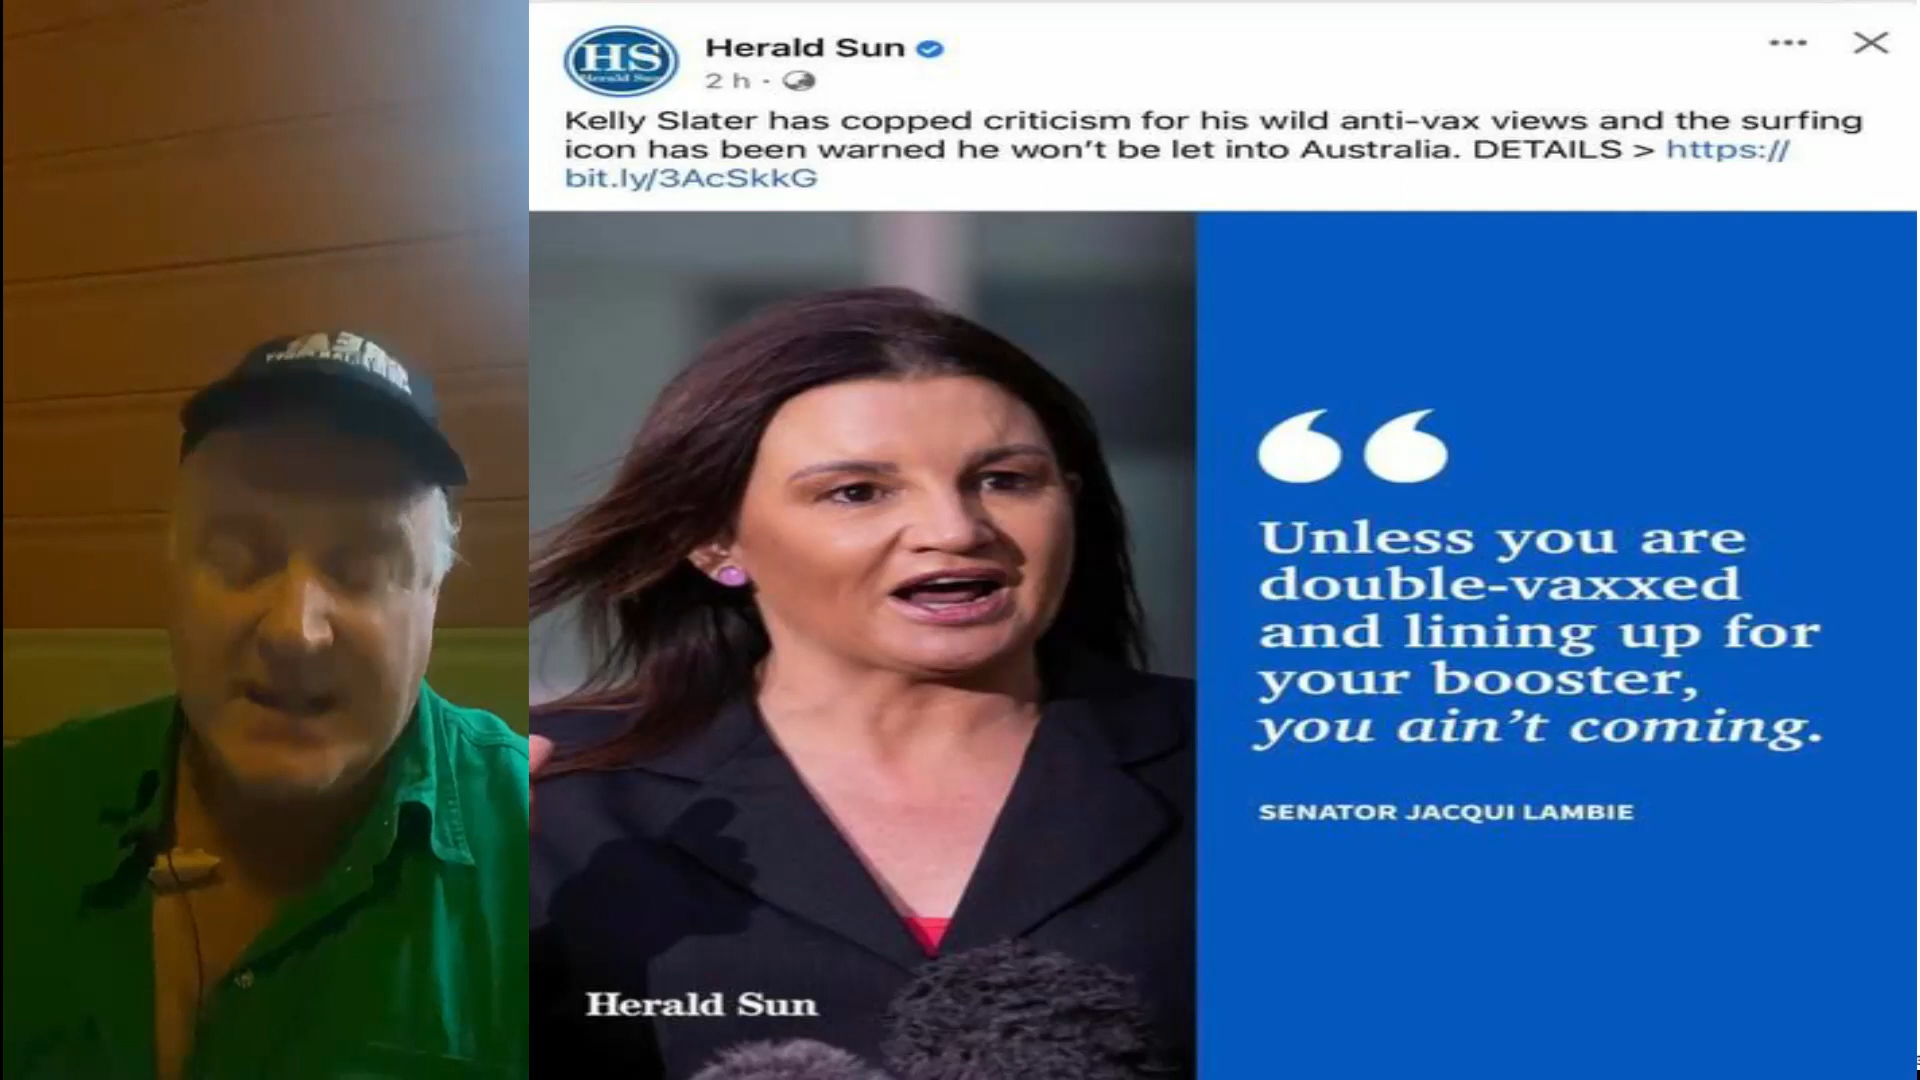 HS
Herald Sun
Herald Sun
2 h ·
Kelly Slater has copped criticism for his wild anti-vax views and the surfing
icon has been warned he won't be let into Australia. DETAILS > https://
bit.ly/3AcSkkG
“
Unless you are
double-vaxxed
and lining up for
your booster,
you ain't coming.
SENATOR JACQUI LAMBIE
Herald Sun